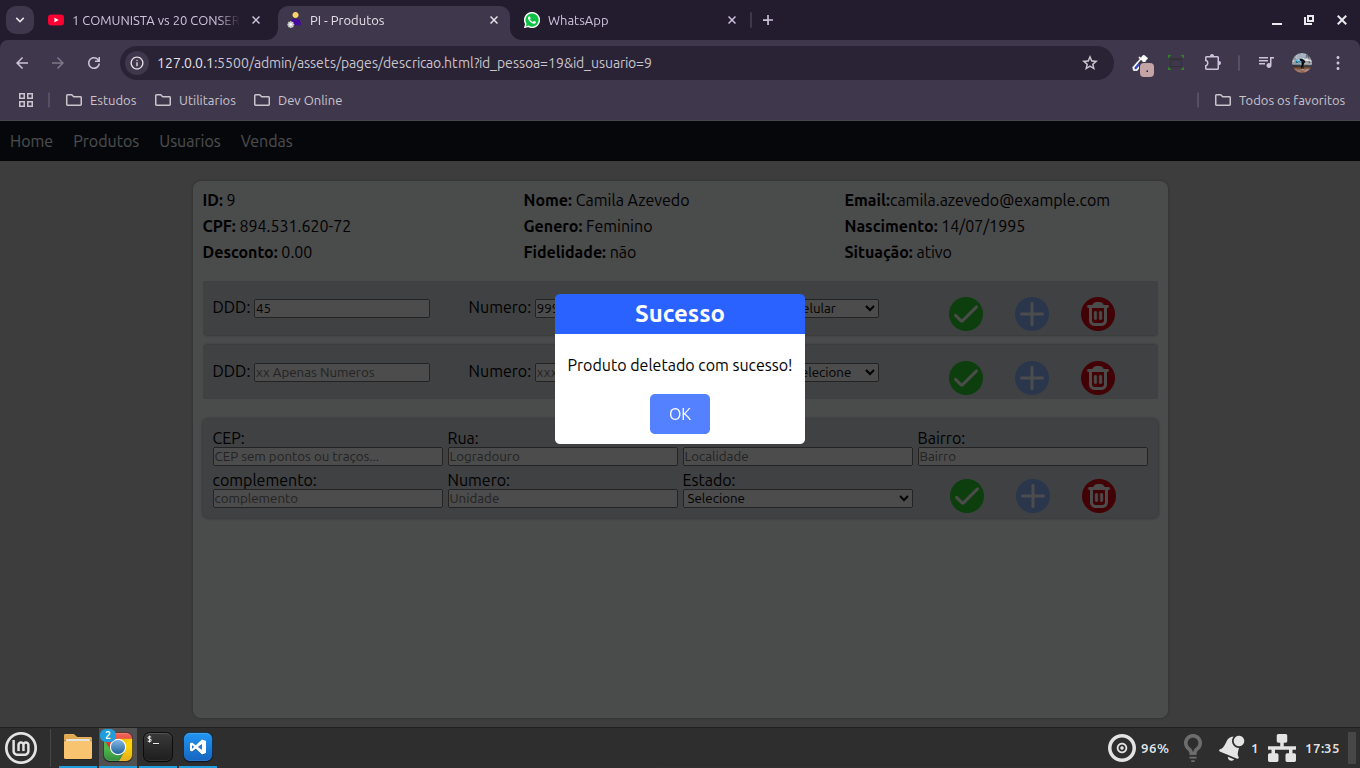 1 COMUNISTA vs 20 CONSER
PI - Produtos
WhatsApp
127.0.0.1:5500/admin/assets/pages/descricao.html?id_pessoa=19&id_usuario=9
Estudos
Utilitarios
Dev Online
Todos os favoritos
Home Produtos Usuarios Vendas
ID: 9 Nome: Camila Azevedo Email:camila.azevedo@example.com
CPF: 894.531.620-72 Genero: Feminino Nascimento: 14/07/1995
Desconto: 0.00 Fidelidade: não Situação: ativo
DDD: 45 Numero: 999 elular
Sucesso
Produto deletado com sucesso!
OK
DDD: xx Apenas Numeros Numero: xxx elecione
CEP: Rua: Bairro:
CEP sem pontos ou traços... Logradouro Localidade Bairro
complemento: Numero: Estado:
complemento Unidade Selecione
2
96%
1
17:35